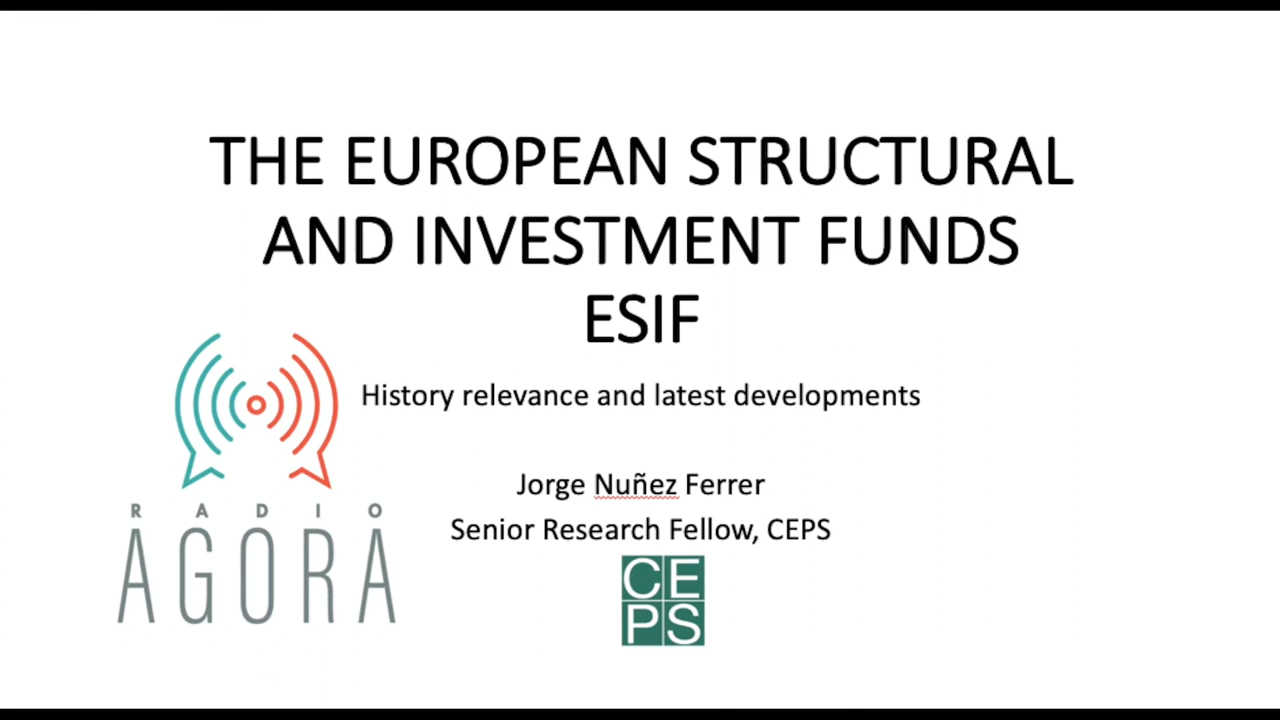 THE EUROPEAN STRUCTURAL
AND INVESTMENT FUNDS
ESIF
History relevance and latest developments
Jorge Nuñez Ferrer
Senior Research Fellow, CEPS
RADIO
AGORA
CE
PS